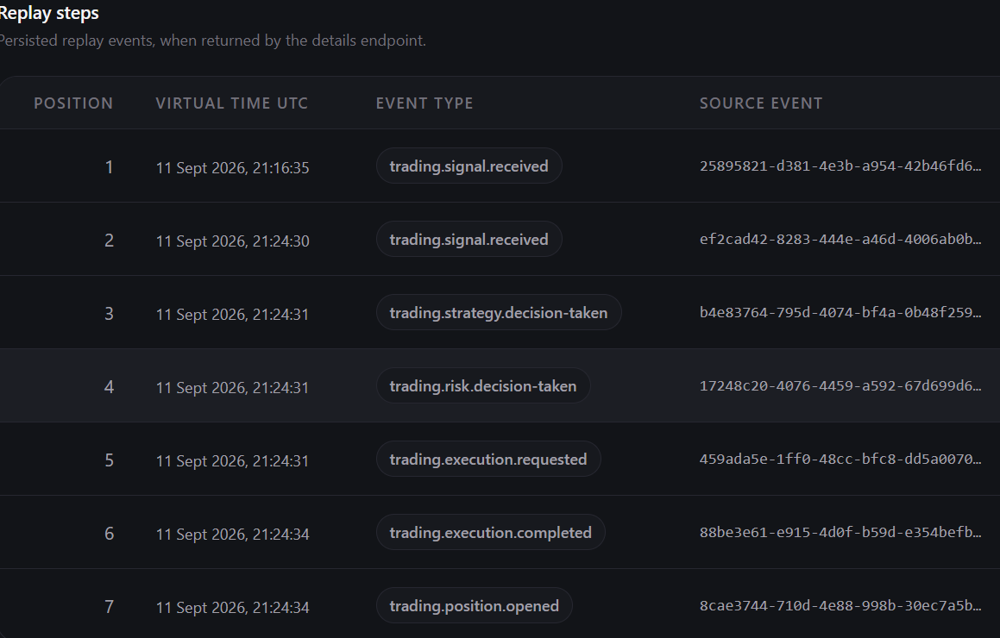 Replay steps
Persisted replay events, when returned by the details endpoint.
POSITION VIRTUAL TIME UTC EVENT TYPE SOURCE EVENT
1 11 Sept 2026, 21:16:35 trading.signal.received 25895821-d381-4e3b-a954-42b46fd6…
2 11 Sept 2026, 21:24:30 trading.signal.received ef2cad42-8283-444e-a46d-4006ab0b…
3 11 Sept 2026, 21:24:31 trading.strategy.decision-taken b4e83764-795d-4074-bf4a-0b48f259…
4 11 Sept 2026, 21:24:31 trading.risk.decision-taken 17248c20-4076-4459-a592-67d699d6…
5 11 Sept 2026, 21:24:31 trading.execution.requested 459ada5e-1ff0-48cc-bfc8-dd5a0070…
6 11 Sept 2026, 21:24:34 trading.execution.completed 88be3e61-e915-4d0f-b59d-e354befb…
7 11 Sept 2026, 21:24:34 trading.position.opened 8cae3744-710d-4e88-998b-30ec7a5b…